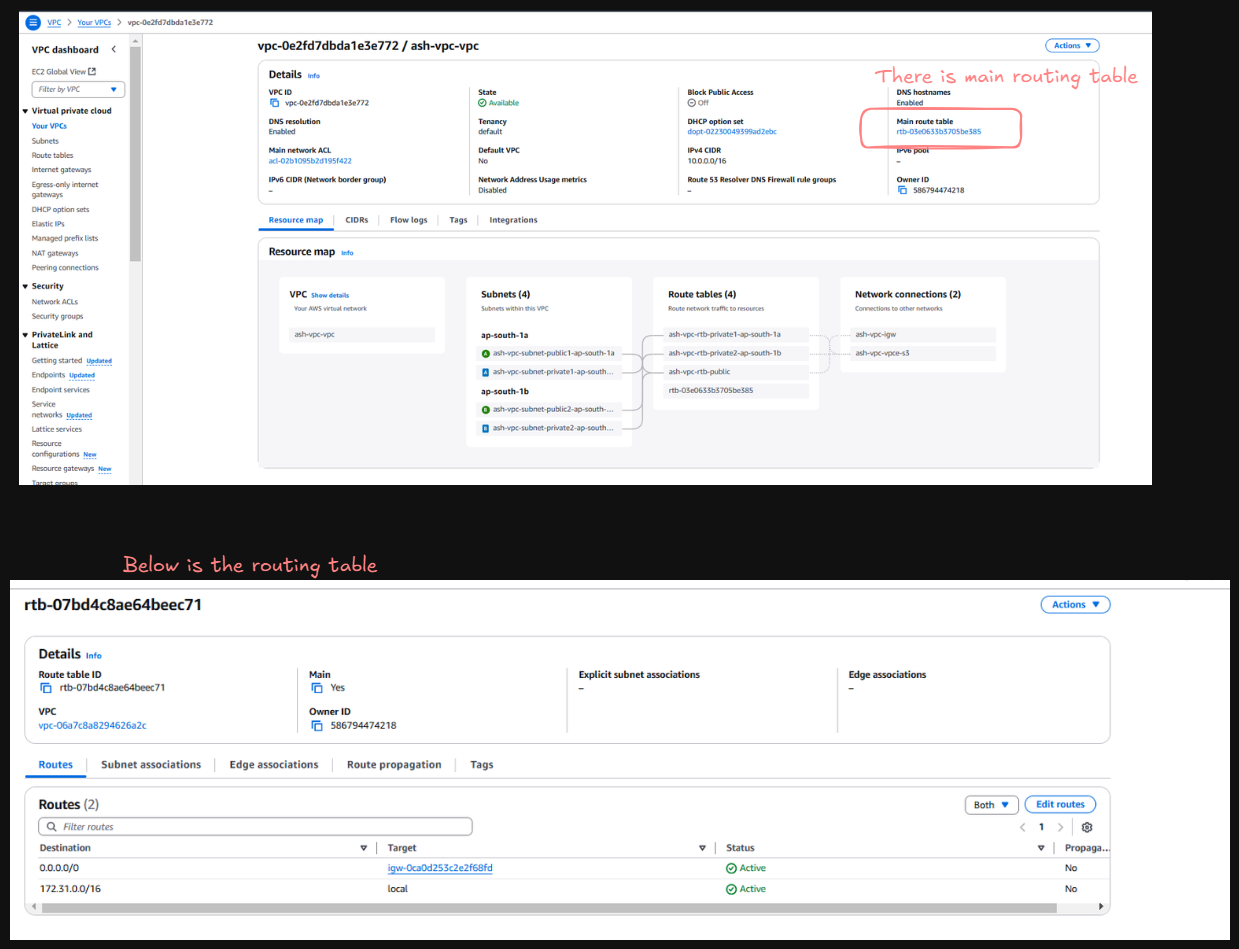 VPC > Your VPCs > vpc-0e2fd7dbda1e3e772
VPC dashboard
EC2 Global View
Filter by VPC
Virtual private cloud
Your VPCs
Subnets
Route tables
Internet gateways
Egress-only internet
gateways
DHCP option sets
Elastic IPs
Managed prefix lists
NAT gateways
Peering connections
Security
Network ACLs
Security groups
PrivateLink and
Lattice
Getting started Updated
Endpoints Updated
Endpoint services
Service
networks Updated
Lattice services
Resource
configurations New
Resource gateways New
Target groups
vpc-0e2fd7dbda1e3e772 / ash-vpc-vpc
Actions
There is main routing table
Details Info
VPC ID
vpc-0e2fd7dbda1e3e772
State
Available
Block Public Access
Off
DNS hostnames
Enabled
DNS resolution
Enabled
Tenancy
default
DHCP option set
dopt-02230049399ad2ebc
Main route table
rtb-03e0633b3705be385
Main network ACL
acl-02b1095b2d195f422
Default VPC
No
IPv4 CIDR
10.0.0.0/16
IPv6 pool
–
IPv6 CIDR (Network border group)
–
Network Address Usage metrics
Disabled
Route 53 Resolver DNS Firewall rule groups
–
Owner ID
586794474218
Resource map CIDRs Flow logs Tags Integrations
Resource map Info
VPC Show details
Your AWS virtual network
ash-vpc-vpc
Subnets (4)
Subnets within this VPC
ap-south-1a
A ash-vpc-subnet-public1-ap-south-1a
A ash-vpc-subnet-private1-ap-south...
ap-south-1b
B ash-vpc-subnet-public2-ap-south-...
B ash-vpc-subnet-private2-ap-south...
Route tables (4)
Route network traffic to resources
ash-vpc-rtb-private1-ap-south-1a
ash-vpc-rtb-private2-ap-south-1b
ash-vpc-rtb-public
rtb-03e0633b3705be385
Network connections (2)
Connections to other networks
ash-vpc-igw
ash-vpc-vpce-s3
Below is the routing table
rtb-07bd4c8ae64beec71
Actions
Details Info
Route table ID
rtb-07bd4c8ae64beec71
Main
Yes
Explicit subnet associations
–
Edge associations
–
VPC
vpc-06a7c8a8294626a2c
Owner ID
586794474218
Routes Subnet associations Edge associations Route propagation Tags
Routes (2)
Both
Edit routes
Filter routes
1
Destination Target Status Propaga...
0.0.0.0/0 igw-0ca0d253c2e2f68fd Active No
172.31.0.0/16 local Active No